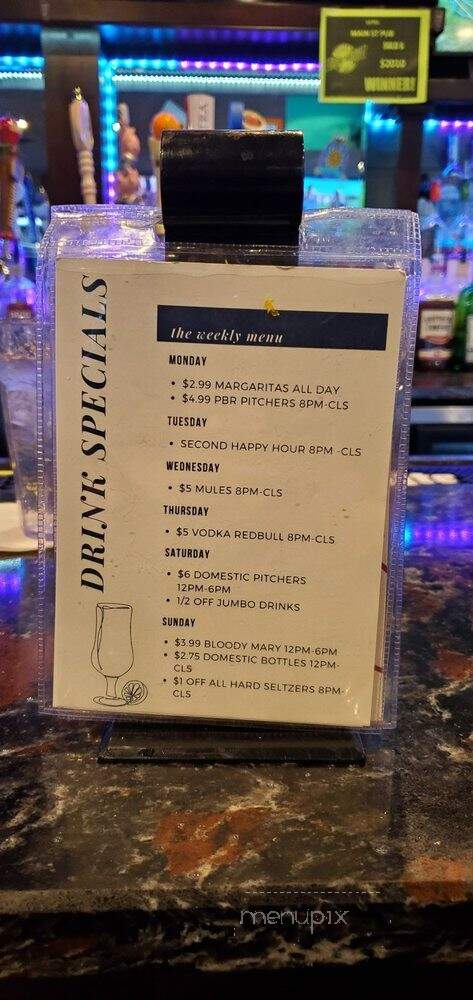 WINNER!
DRINK SPECIALS
the weekly menu
MONDAY
• $2.99 MARGARITAS ALL DAY
• $4.99 PBR PITCHERS 8PM-CLS
TUESDAY
• SECOND HAPPY HOUR 8PM -CLS
WEDNESDAY
• $5 MULES 8PM-CLS
THURSDAY
• $5 VODKA REDBULL 8PM-CLS
SATURDAY
• $6 DOMESTIC PITCHERS
12PM-6PM
• 1/2 OFF JUMBO DRINKS
SUNDAY
• $3.99 BLOODY MARY 12PM-6PM
• $2.75 DOMESTIC BOTTLES 12PM-
CLS
• $1 OFF ALL HARD SELTZERS 8PM-
CLS
menupix